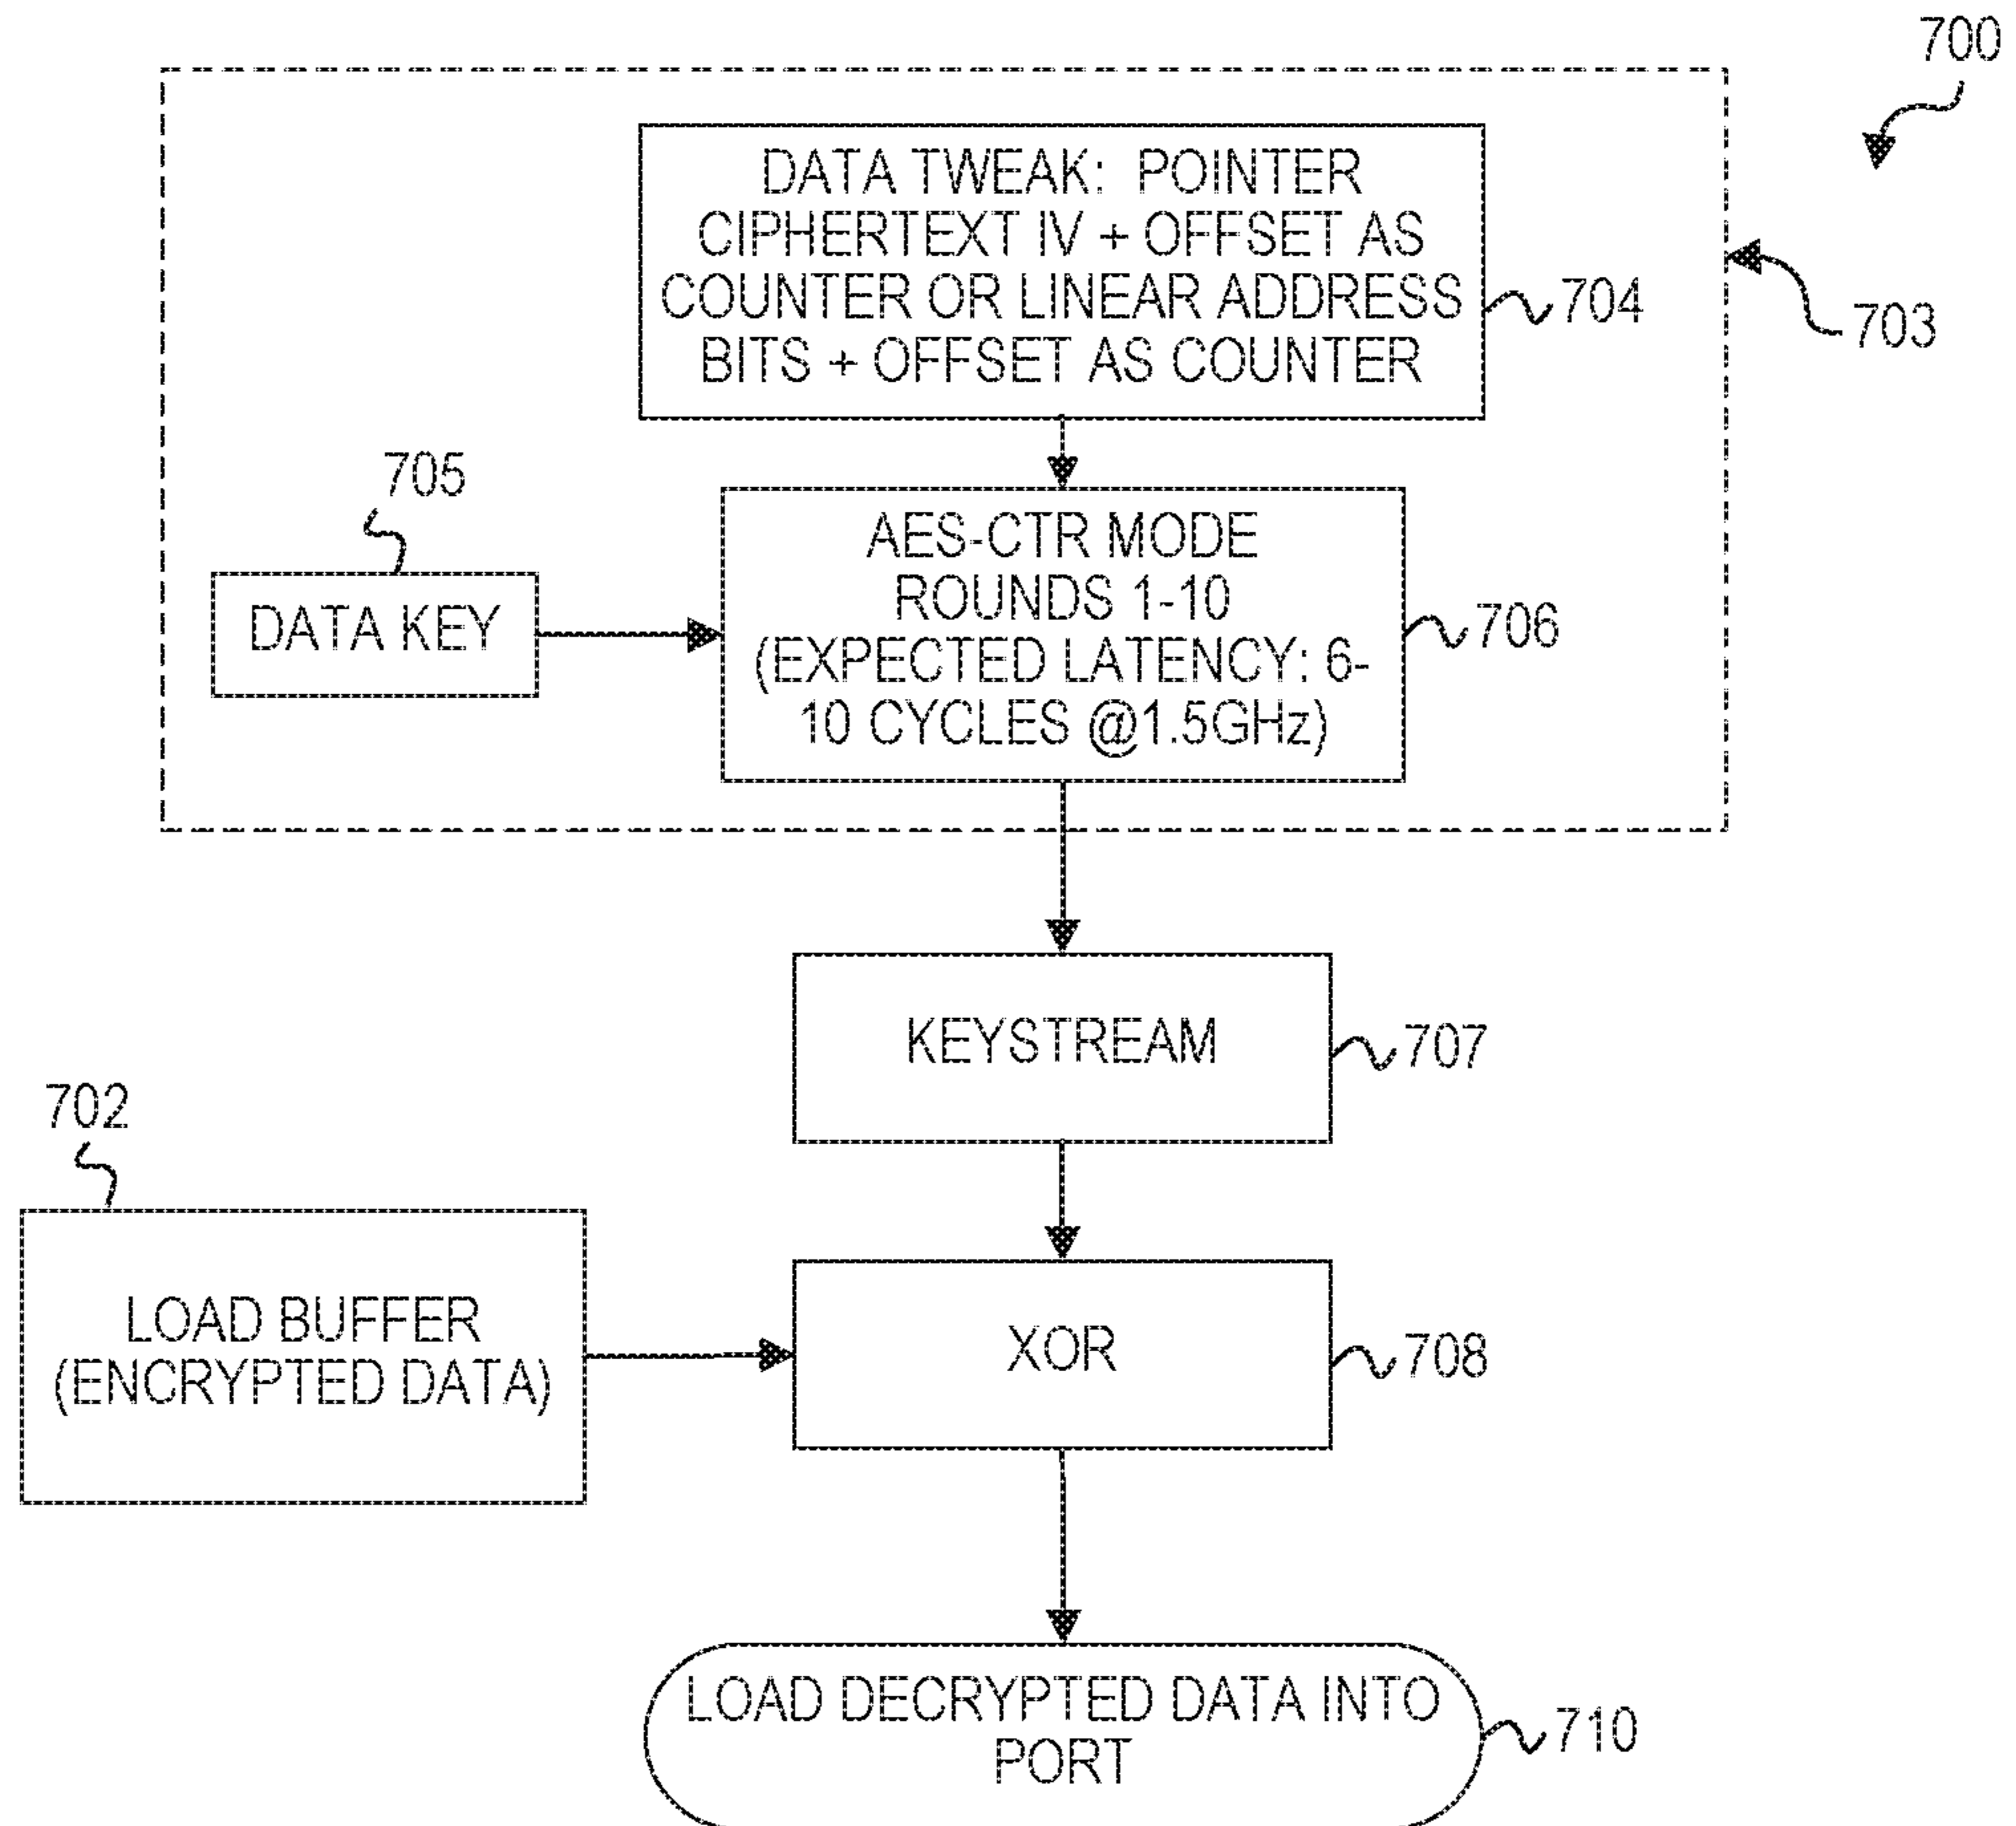 700
DATA TWEAK: POINTER
CIPHERTEXT IV + OFFSET AS
COUNTER OR LINEAR ADDRESS
BITS + OFFSET AS COUNTER
704
703
705
DATA KEY
AES-CTR MODE
ROUNDS 1-10
(EXPECTED LATENCY: 6-
10 CYCLES @1.5GHz)
706
KEYSTREAM
707
702
LOAD BUFFER
(ENCRYPTED DATA)
XOR
708
LOAD DECRYPTED DATA INTO
PORT
710